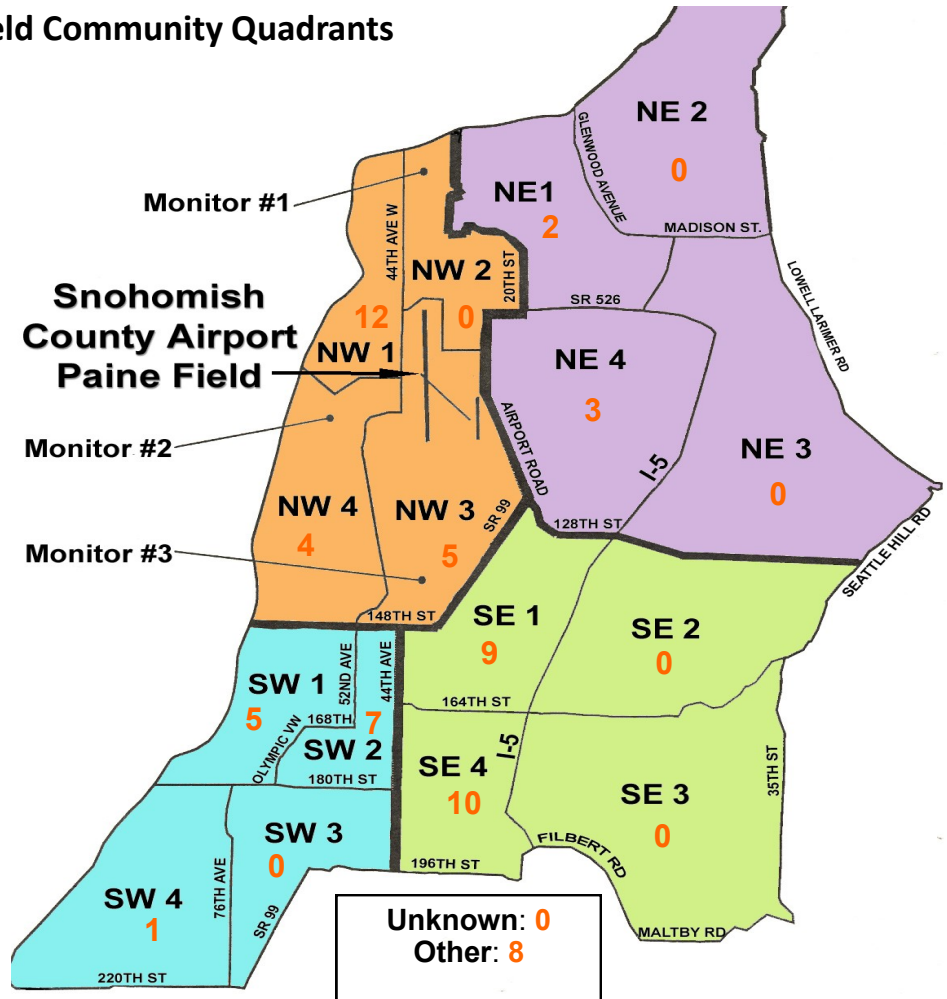 eld Community Quadrants
NE 2
0
GLENWOOD AVENUE
Monitor #1
NE1
2
MADISON ST.
44TH AVE W
NW 2
0
20TH ST
LOWELL LARIMER RD
SR 526
Snohomish
County Airport
Paine Field
12
NW 1
NE 4
3
AIRPORT ROAD
Monitor #2
I-5
NE 3
0
NW 4
4
NW 3
5
SR 99
128TH ST
SEATTLE HILL RD
Monitor #3
148TH ST
SE 1
9
SE 2
0
52ND AVE
44TH AVE
SW 1
5
164TH ST
OLYMPIC VW
168TH
7
SW 2
180TH ST
I-5
SE 4
10
SE 3
0
35TH ST
SW 3
0
FILBERT RD
196TH ST
76TH AVE
SW 4
1
SR 99
MALTBY RD
220TH ST
Unknown: 0
Other: 8